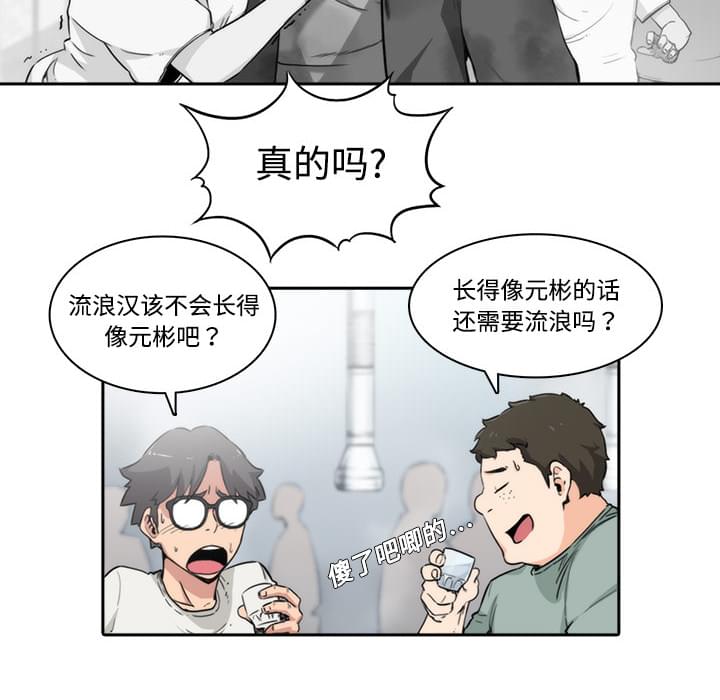 真的吗?
流浪汉该不会长得
像元彬吧？
长得像元彬的话
还需要流浪吗？
傻了吧唧的...